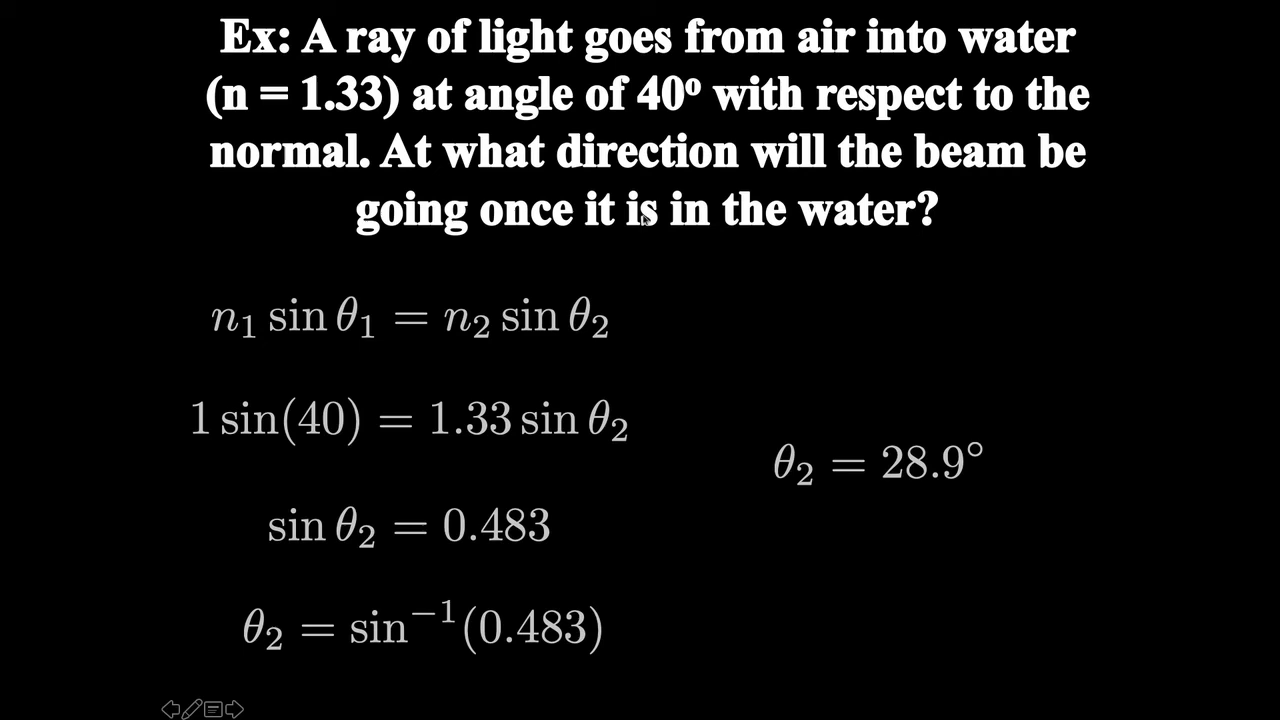 Ex: A ray of light goes from air into water
(n = 1.33) at angle of 40º with respect to the
normal. At what direction will the beam be
going once it is in the water?
n₁ sin θ₁ = n₂ sin θ₂
1 sin(40) = 1.33 sin θ₂
sin θ₂ = 0.483
θ₂ = sin⁻¹(0.483)
θ₂ = 28.9°